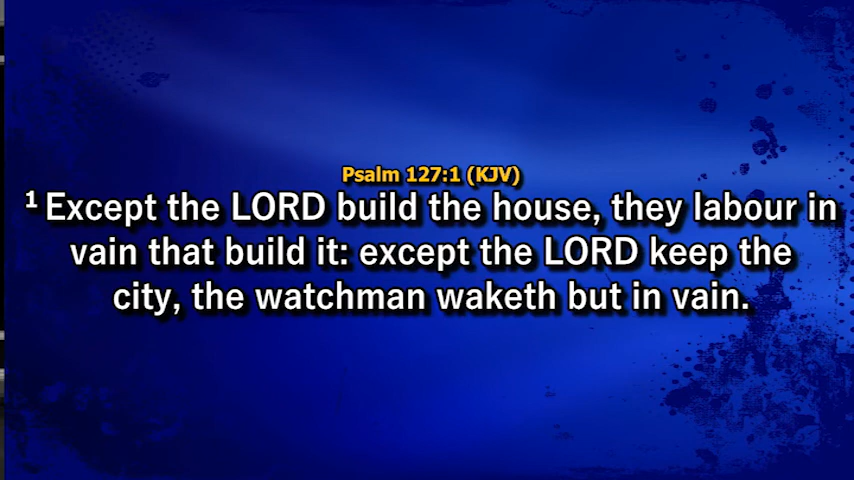 Psalm 127:1 (KJV)
1 Except the LORD build the house, they labour in
vain that build it: except the LORD keep the
city, the watchman waketh but in vain.